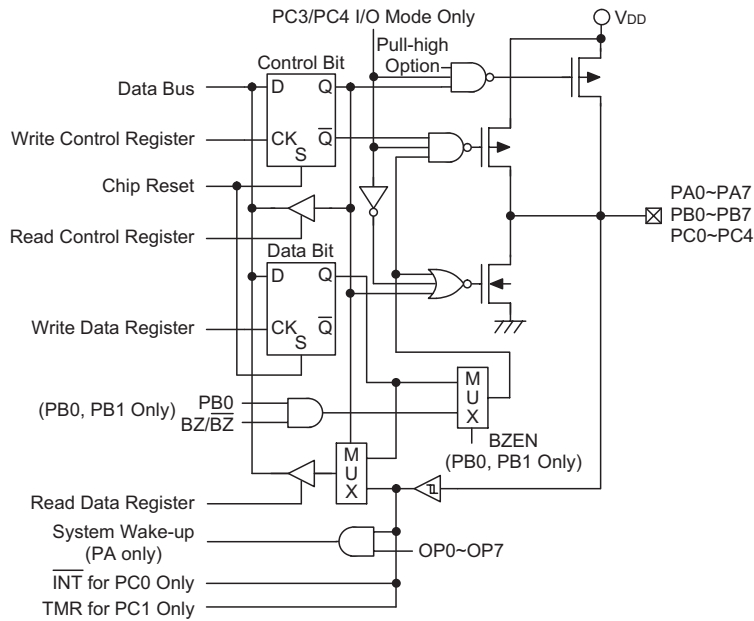 PC3/PC4 I/O Mode Only
VDD
Pull-high
Option
Control Bit
Data Bus
D Q
Write Control Register
CK Q̅
S
Chip Reset
PA0~PA7
PB0~PB7
PC0~PC4
Read Control Register
Data Bit
D Q
Write Data Register
CK Q̅
S
M
U
X
(PB0, PB1 Only)
PB0
BZ/B̅Z̅
BZEN
(PB0, PB1 Only)
M
U
X
Read Data Register
System Wake-up
(PA only)
OP0~OP7
I̅N̅T̅ for PC0 Only
TMR for PC1 Only